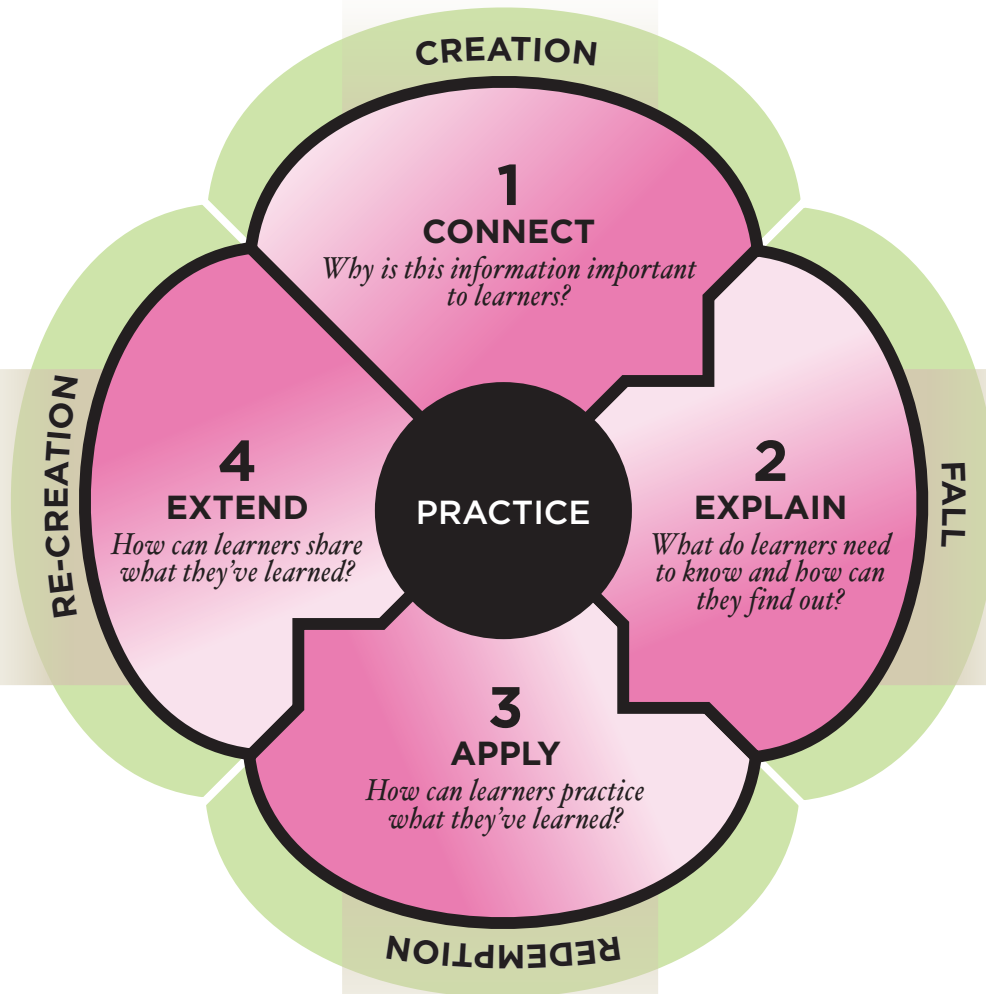 CREATION
1
CONNECT
Why is this information important
to learners?
FALL
2
EXPLAIN
What do learners need
to know and how can
they find out?
REDEMPTION
3
APPLY
How can learners practice
what they've learned?
RE-CREATION
4
EXTEND
How can learners share
what they've learned?
PRACTICE